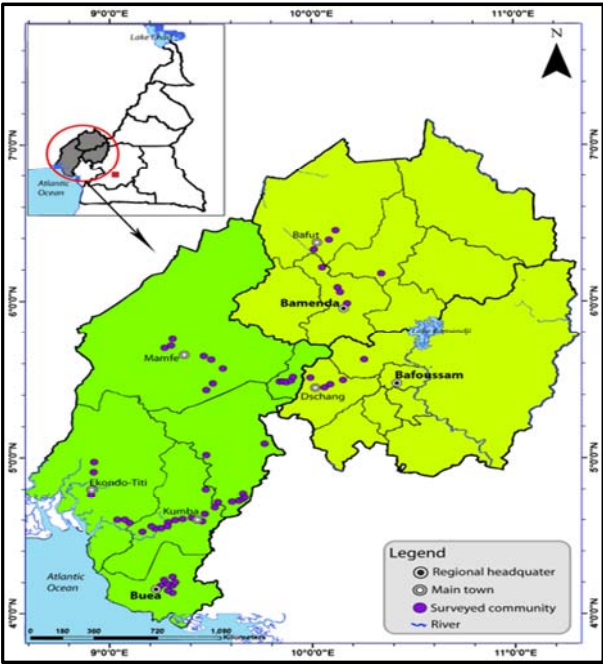 9°0'0"E 10°0'0"E 11°0'0"E
Lake Chad
N
Atlantic
Ocean
7°0'0"N
6°0'0"N
5°0'0"N
4°0'0"N
Bafut
Bamenda
Mamfe
Bafoussam
Dschang
Ekondo-Titi
Kumba
Buea
Atlantic
Ocean
Legend
Regional headquater
Main town
Surveyed community
River
0 180 360 720 1,080
Kilometers
9°0'0"E 10°0'0"E 11°0'0"E